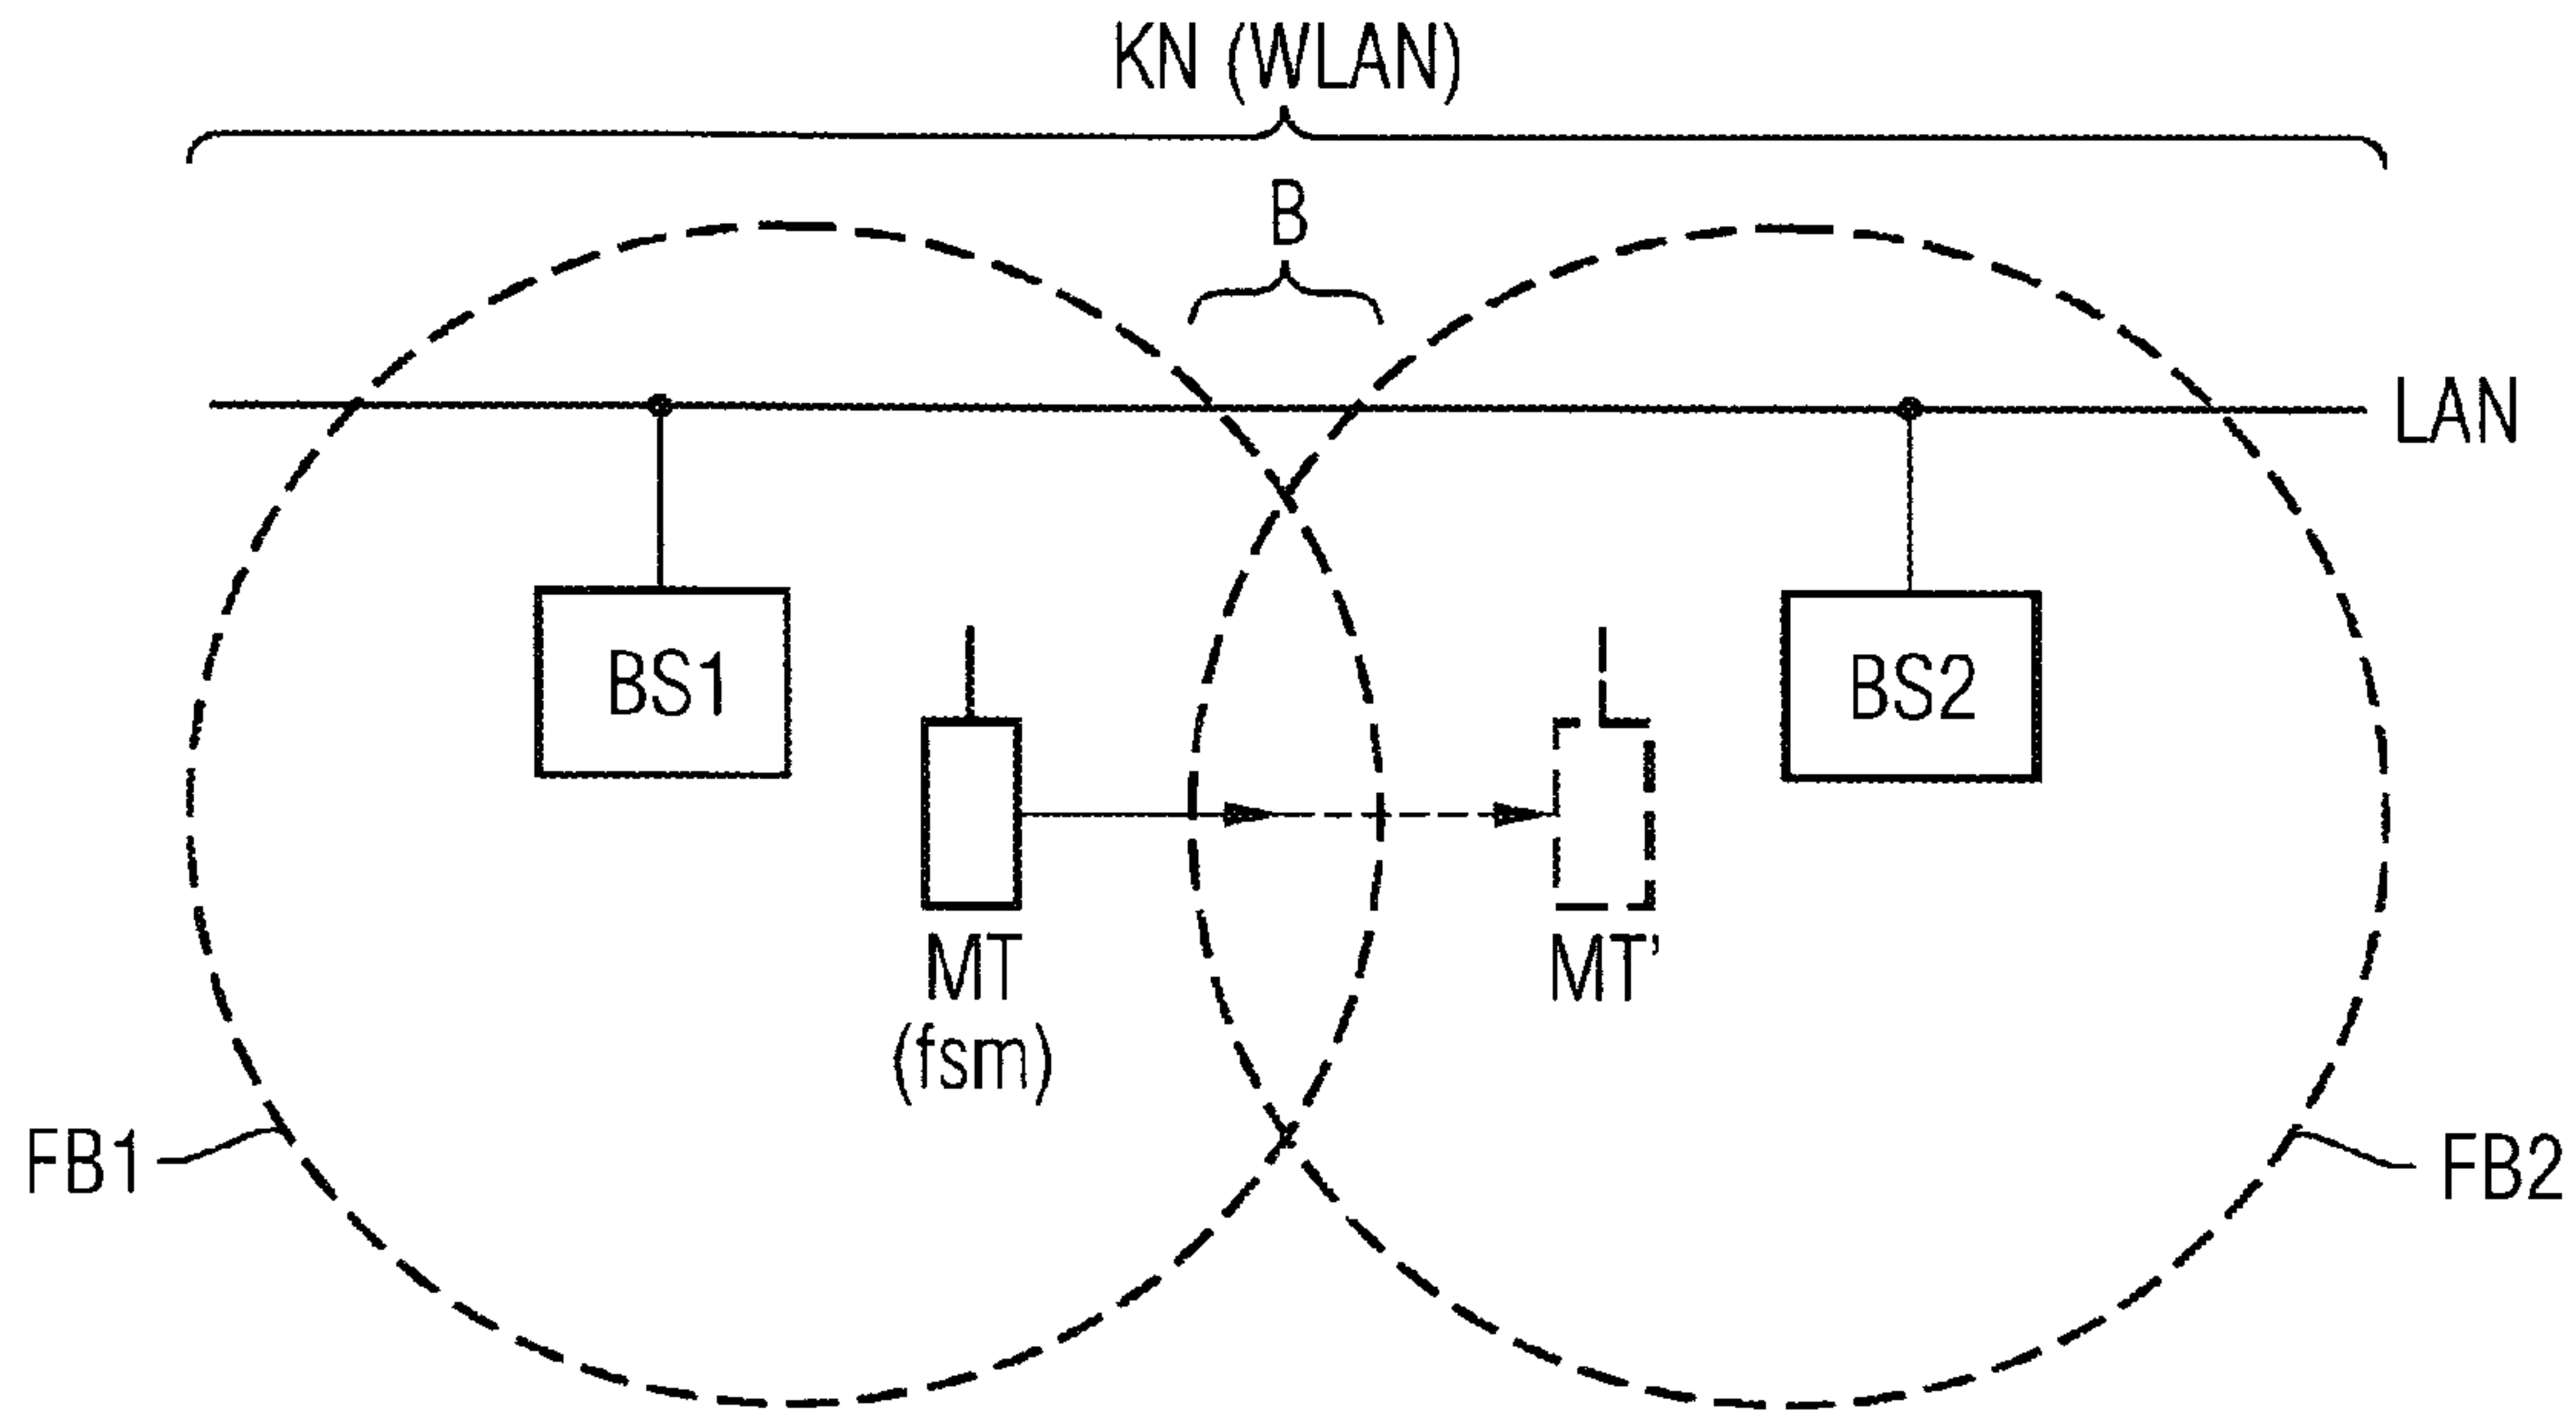 KN (WLAN)
B
LAN
BS1
BS2
MT
(fsm)
MT'
FB1
FB2